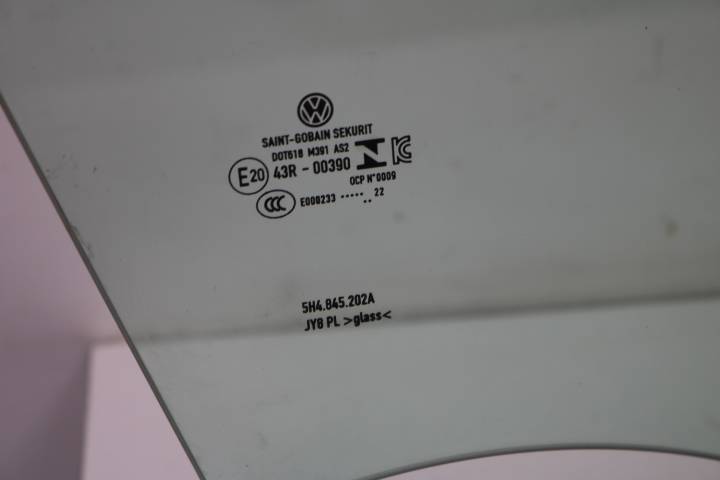 SAINT-GOBAIN SEKURIT
DOT618 M391 AS2
E20 43R - 00390
OCP N°0009
CCC E000233 ..... .. 22
5H4.845.202A
JY8 PL >glass<